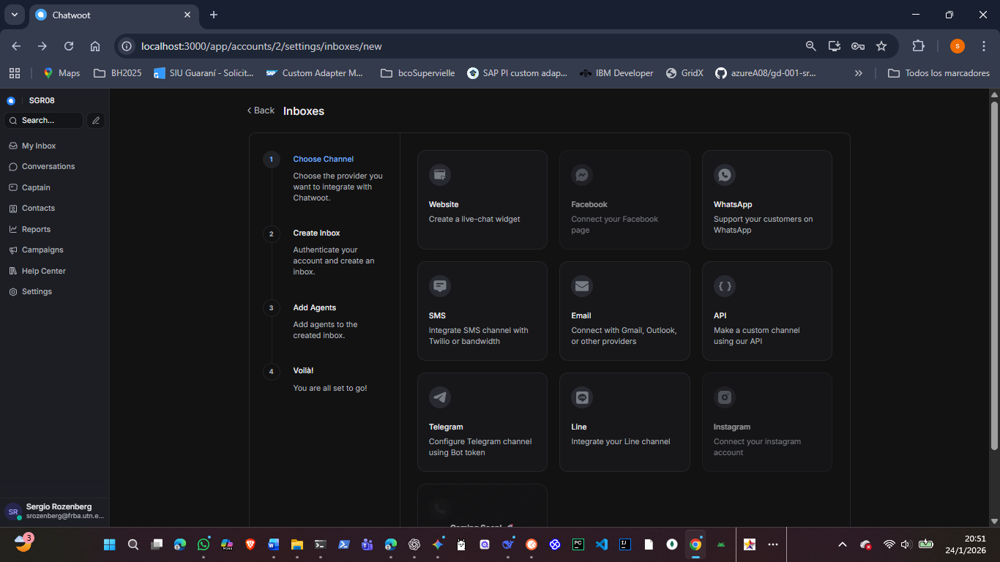 Chatwoot
localhost:3000/app/accounts/2/settings/inboxes/new
Maps
BH2025
SIU Guaraní - Solicit...
Custom Adapter M...
bcoSupervielle
SAP PI custom adap...
IBM Developer
GridX
azureA08/gd-001-sr...
Todos los marcadores
S
SGR08
Search...
My Inbox
Conversations
Captain
Contacts
Reports
Campaigns
Help Center
Settings
SR
Sergio Rozenberg
srozenberg@frba.utn.e...
Back
Inboxes
1
Choose Channel
Choose the provider you
want to integrate with
Chatwoot.
2
Create Inbox
Authenticate your
account and create an
inbox.
3
Add Agents
Add agents to the
created inbox.
4
Voilà!
You are all set to go!
Website
Create a live-chat widget
Facebook
Connect your Facebook
page
WhatsApp
Support your customers on
WhatsApp
SMS
Integrate SMS channel with
Twilio or bandwidth
Email
Connect with Gmail, Outlook,
or other providers
API
Make a custom channel
using our API
Telegram
Configure Telegram channel
using Bot token
Line
Integrate your Line channel
Instagram
Connect your instagram
account
Coming Soon!
3
20:51
24/1/2026